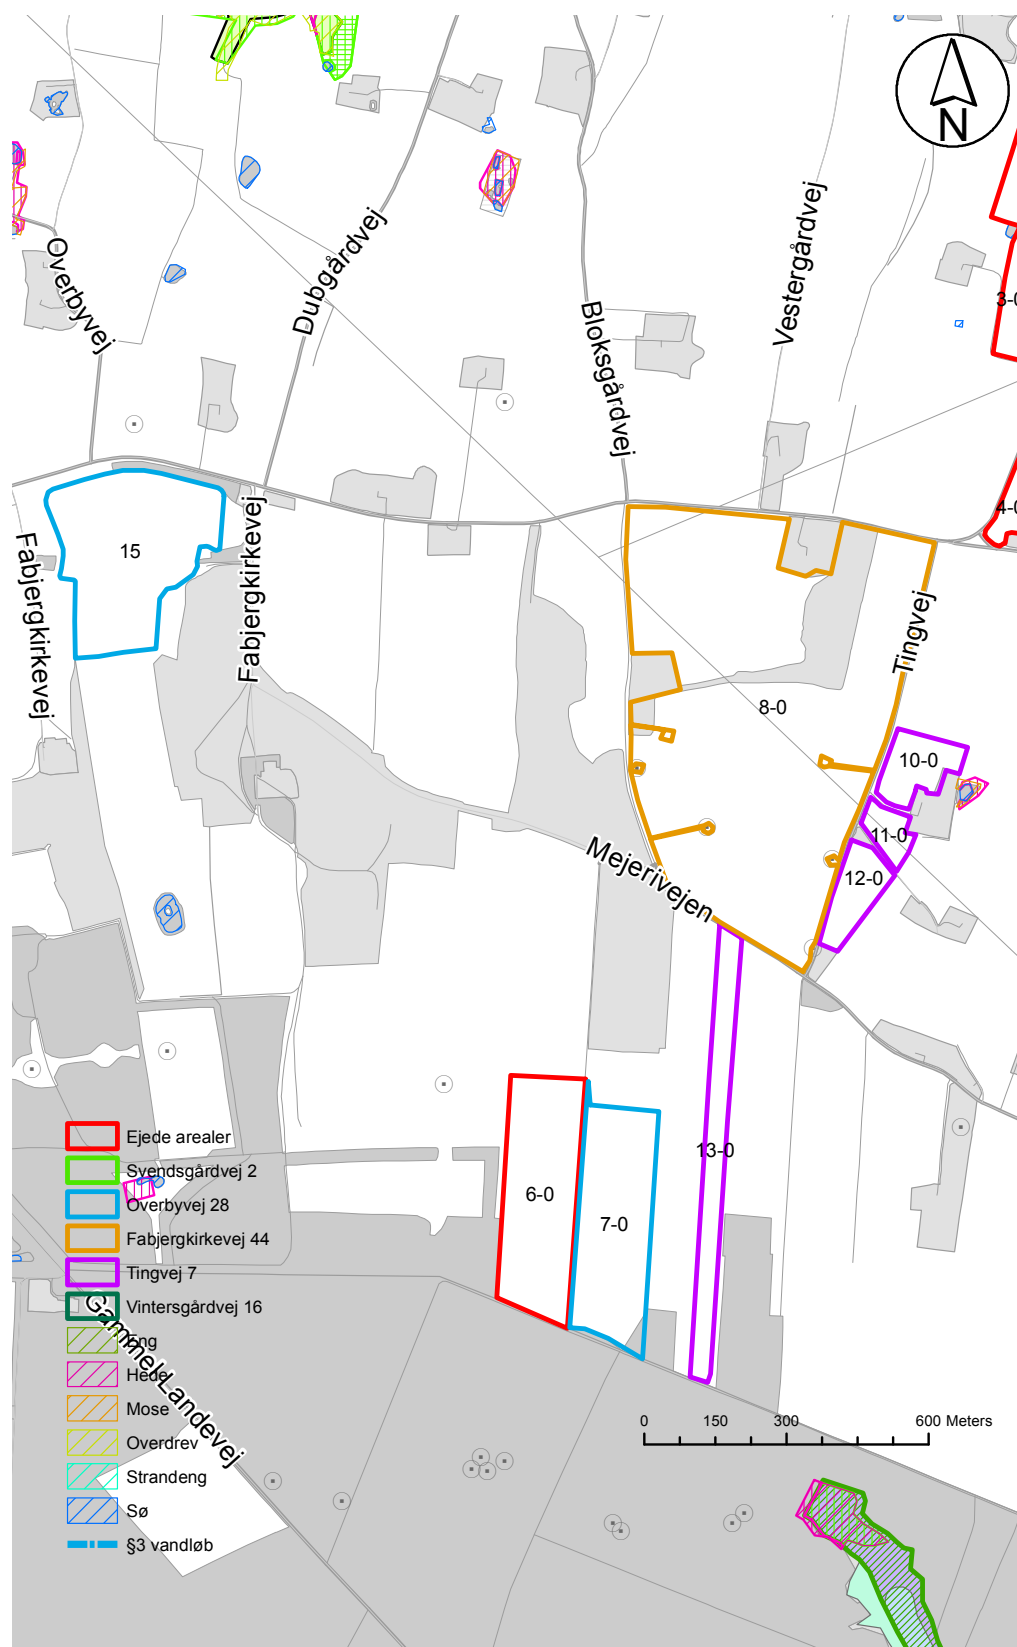 N
Overbyvej
Dubgårdvej
Bloksgårdvej
Vestergårdvej
3-0
4-0
15
Fabjergkirkevej
Fabjergkirkevej
Tingvej
8-0
10-0
11-0
12-0
Mejerivejen
13-0
6-0
7-0
Gammel Landevej
Ejede arealer
Svendsgårdvej 2
Overbyvej 28
Fabjergkirkevej 44
Tingvej 7
Vintersgårdvej 16
Eng
Hede
Mose
Overdrev
Strandeng
Sø
§3 vandløb
0 150 300 600 Meters